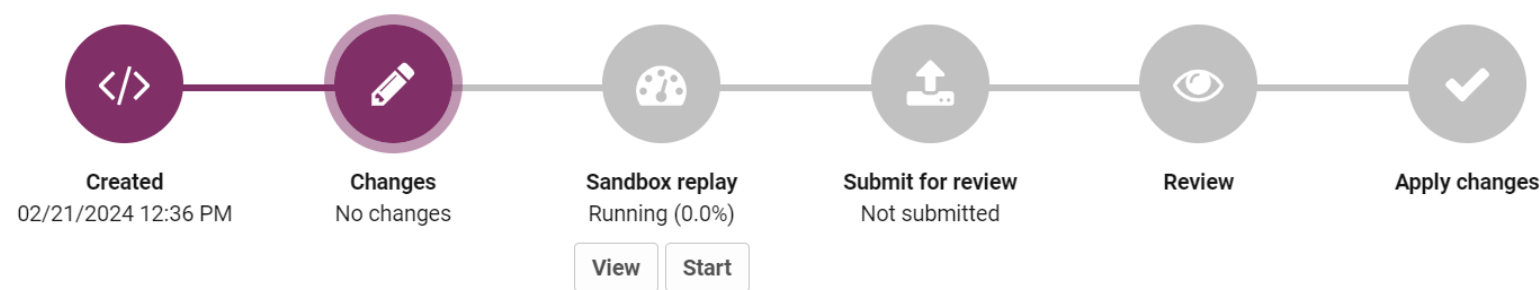 Created
02/21/2024 12:36 PM
Changes
No changes
Sandbox replay
Running (0.0%)
View
Start
Submit for review
Not submitted
Review
Apply changes